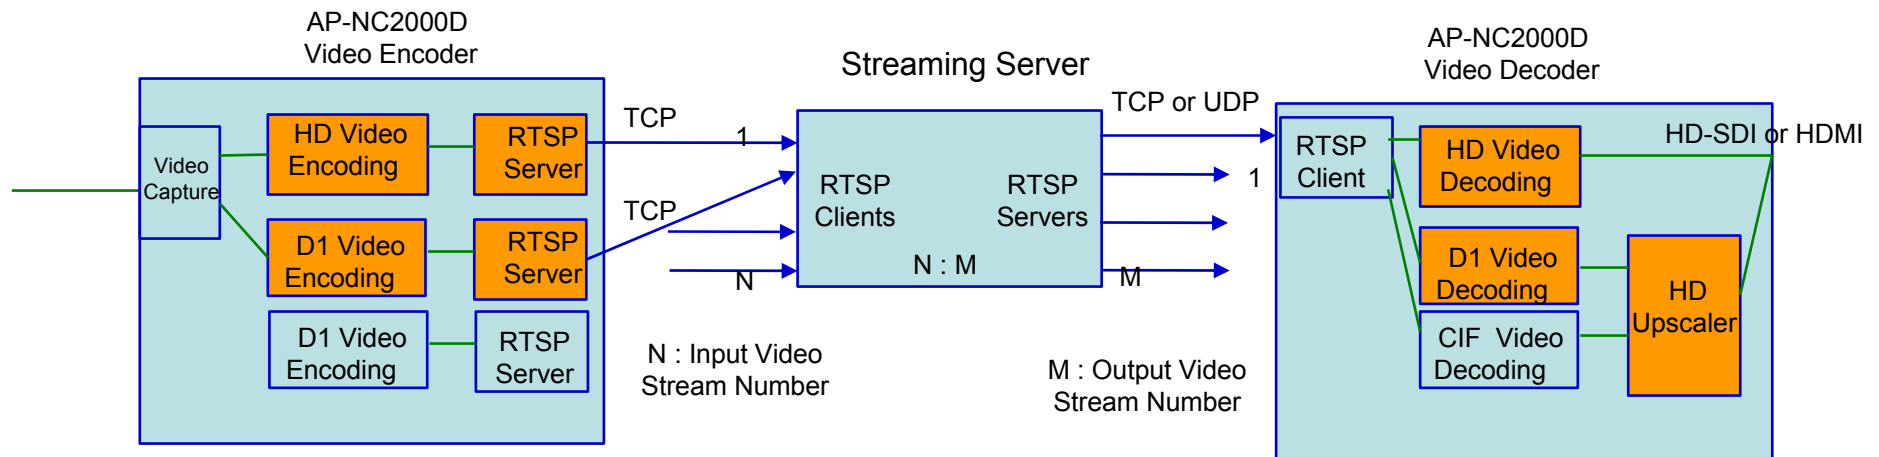 AP-NC2000D
Video Encoder
Video
Capture
HD Video
Encoding
RTSP
Server
D1 Video
Encoding
RTSP
Server
D1 Video
Encoding
RTSP
Server
TCP
1
TCP
N
N : Input Video
Stream Number
Streaming Server
RTSP
Clients
RTSP
Servers
N : M
TCP or UDP
1
M
M : Output Video
Stream Number
AP-NC2000D
Video Decoder
RTSP
Client
HD Video
Decoding
HD-SDI or HDMI
D1 Video
Decoding
CIF Video
Decoding
HD
Upscaler